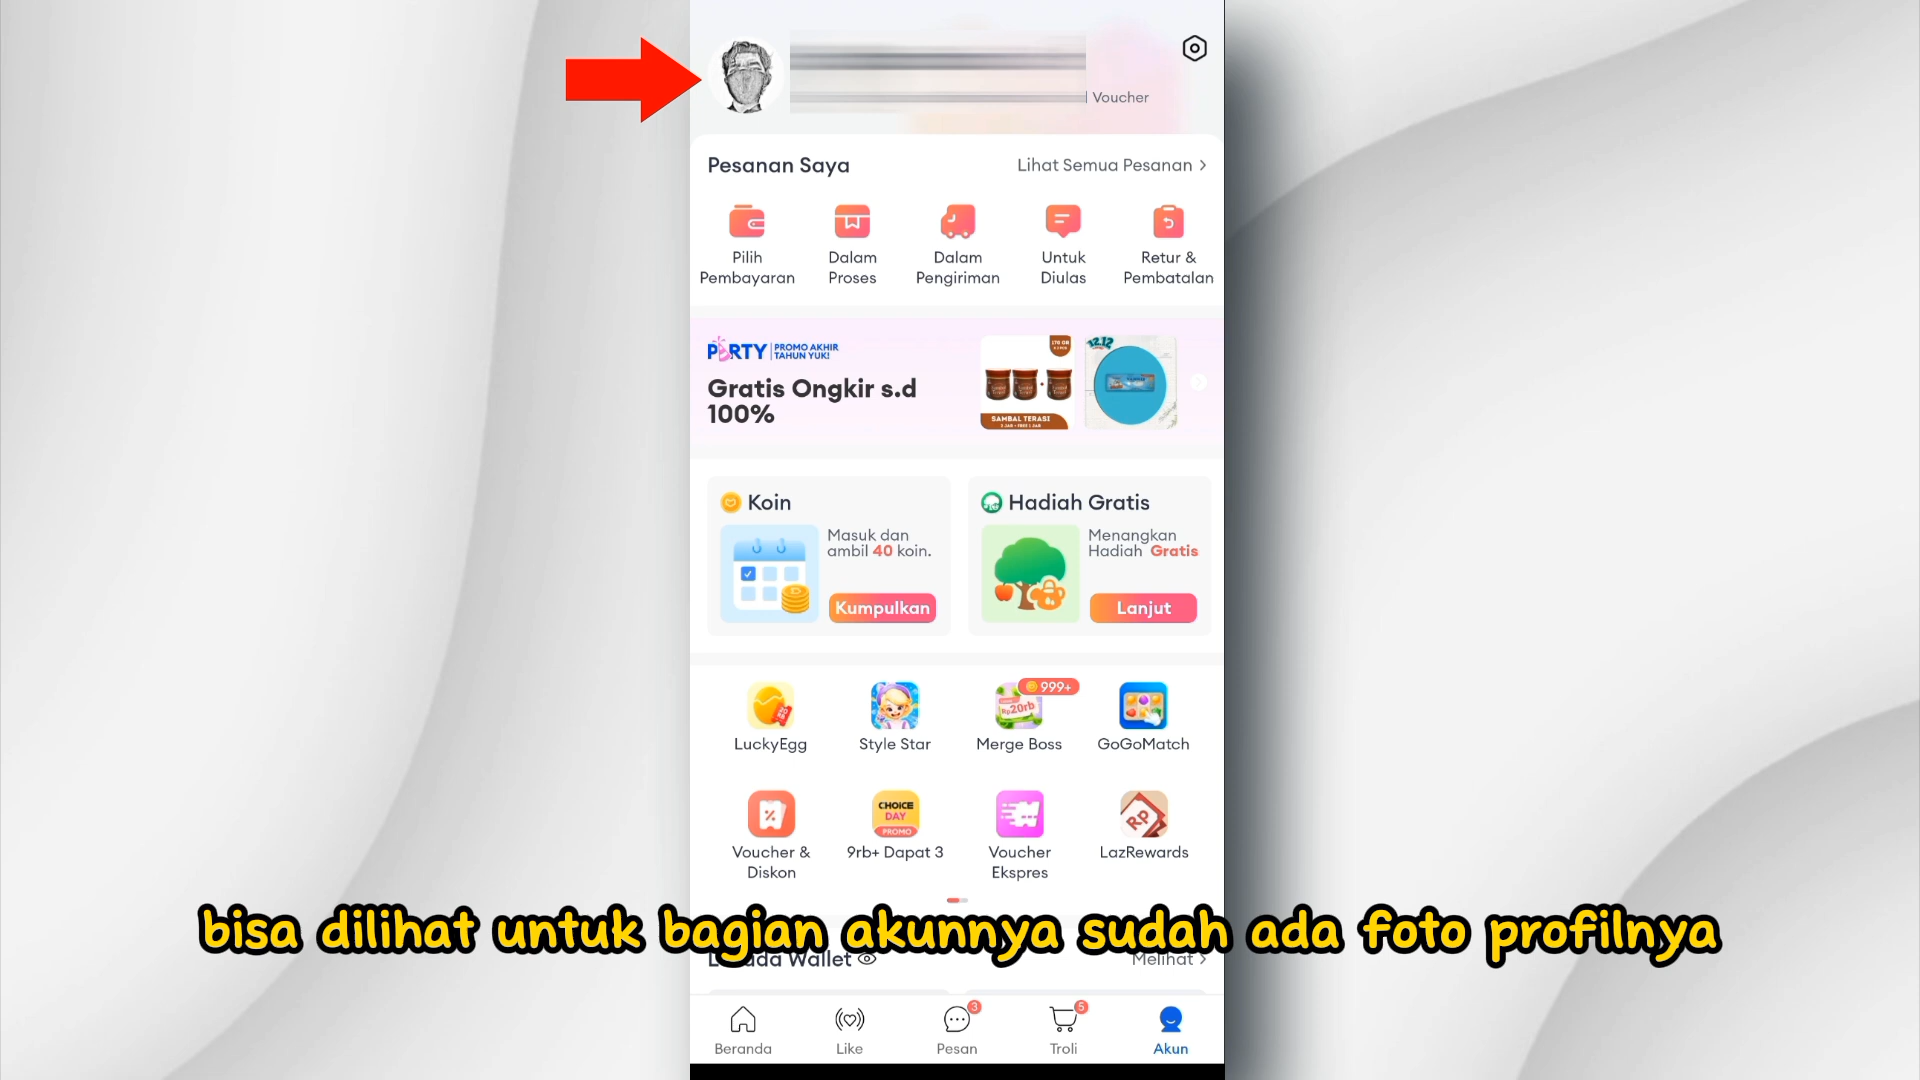 Voucher
Pesanan Saya
Lihat Semua Pesanan >
Pilih Pembayaran
Dalam Proses
Dalam Pengiriman
Untuk Diulas
Retur & Pembatalan
PARTY PROMO AKHIR TAHUN YUK!
Gratis Ongkir s.d
100%
12.12
SAMBAL TERASI
Koin
Masuk dan
ambil 40 koin.
Kumpulkan
Hadiah Gratis
Menangkan
Hadiah Gratis
Lanjut
999+
Rp20rb
LuckyEgg
Style Star
Merge Boss
GoGoMatch
CHOICE
DAY
PROMO
Rp
Voucher & Diskon
9rb+ Dapat 3
Voucher Ekspres
LazRewards
bisa dilihat untuk bagian akunnya sudah ada foto profilnya
Wallet
Melihat >
3
5
Beranda
Like
Pesan
Troli
Akun